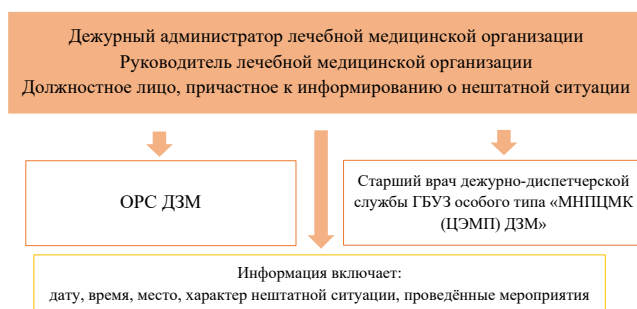 Дежурный администратор лечебной медицинской организации
Руководитель лечебной медицинской организации
Должностное лицо, причастное к информированию о нештатной ситуации
ОРС ДЗМ
Старший врач дежурно-диспетчерской
службы ГБУЗ особого типа «МНПЦМК
(ЦЭМП) ДЗМ»
Информация включает:
дату, время, место, характер нештатной ситуации, проведённые мероприятия